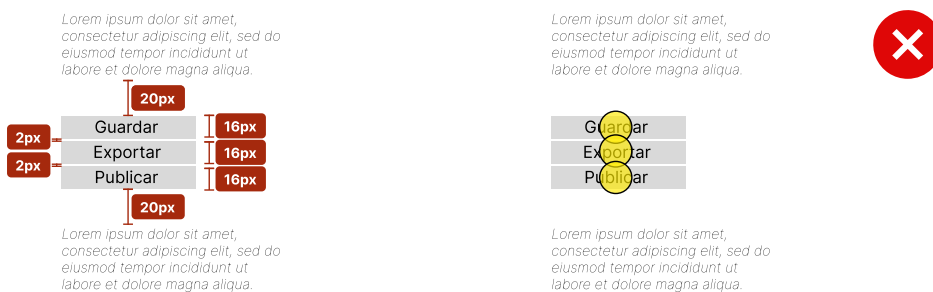 Lorem ipsum dolor sit amet,
consectetur adipiscing elit, sed do
eiusmod tempor incididunt ut
labore et dolore magna aliqua.
20px
Guardar
16px
2px
Exportar
16px
2px
Publicar
16px
20px
Lorem ipsum dolor sit amet,
consectetur adipiscing elit, sed do
eiusmod tempor incididunt ut
labore et dolore magna aliqua.
Lorem ipsum dolor sit amet,
consectetur adipiscing elit, sed do
eiusmod tempor incididunt ut
labore et dolore magna aliqua.
Guardar
Exportar
Publicar
Lorem ipsum dolor sit amet,
consectetur adipiscing elit, sed do
eiusmod tempor incididunt ut
labore et dolore magna aliqua.